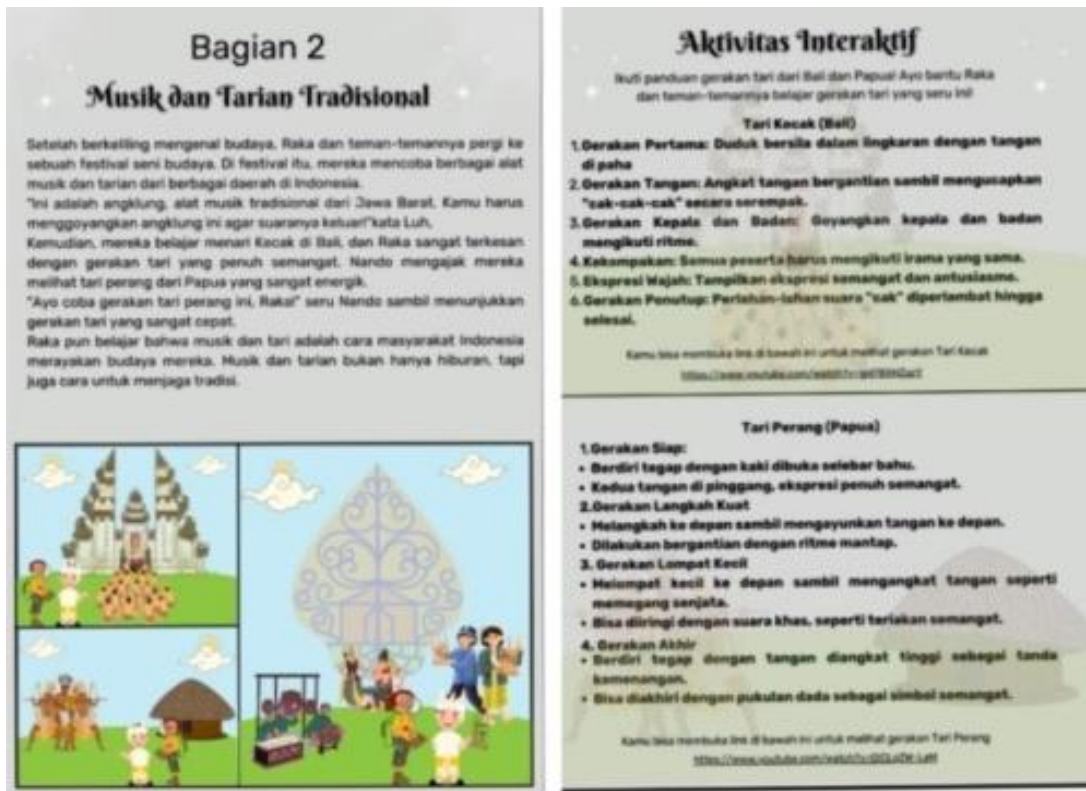 Bagian 2
Musik dan Tarian Tradisional
Setelah berkeliling mengenal budaya, Raka dan teman-temannya pergi ke
sebuah festival seni budaya. Di festival itu, mereka mencoba berbagai alat
musik dan tarian dari berbagai daerah di Indonesia.
"Ini adalah angklung, alat musik tradisional dari Jawa Barat. Kamu harus
menggoyangkan angklung ini agar suaranya keluar!"kata Luh.
Kemudian, mereka belajar menari Kecak di Bali, dan Raka sangat terkesan
dengan gerakan tari yang penuh semangat. Nando mengajak mereka
melihat tari perang dari Papua yang sangat energik.
"Ayo coba gerakan tari perang ini, Raka!" seru Nando sambil menunjukkan
gerakan tari yang sangat cepat.
Raka pun belajar bahwa musik dan tari adalah cara masyarakat Indonesia
merayakan budaya mereka. Musik dan tarian bukan hanya hiburan, tapi
juga cara untuk menjaga tradisi.
Aktivitas Interaktif
Ikuti panduan gerakan tari dari Bali dan Papua! Ayo bantu Raka
dan teman-temannya belajar gerakan tari yang seru ini!
Tari Kecak (Bali)
1. Gerakan Pertama: Duduk bersila dalam lingkaran dengan tangan
di paha
2. Gerakan Tangan: Angkat tangan bergantian sambil mengucapkan
"cak-cak-cak" secara serempak.
3. Gerakan Kepala dan Badan: Goyangkan kepala dan badan
mengikuti ritme.
4. Kekompakan: Semua peserta harus mengikuti irama yang sama.
5. Ekspresi Wajah: Tampilkan ekspresi semangat dan antusiasme.
6. Gerakan Penutup: Perlahan-lahan suara "cak" diperlambat hingga
selesai.
Kamu bisa membuka link di bawah ini untuk melihat gerakan Tari Kecak
Tari Perang (Papua)
1.Gerakan Siap:
• Berdiri tegap dengan kaki dibuka selebar bahu.
• Kedua tangan di pinggang, ekspresi penuh semangat.
2.Gerakan Langkah Kuat
• Melangkah ke depan sambil mengayunkan tangan ke depan.
• Dilakukan bergantian dengan ritme mantap.
3. Gerakan Lompat Kecil
• Melompat kecil ke depan sambil mengangkat tangan seperti
memegang senjata.
• Bisa diiringi dengan suara khas, seperti teriakan semangat.
4. Gerakan Akhir
• Berdiri tegap dengan tangan diangkat tinggi sebagai tanda
kemenangan.
• Bisa diakhiri dengan pukulan dada sebagai simbol semangat.
Kamu bisa membuka link di bawah ini untuk melihat gerakan Tari Perang